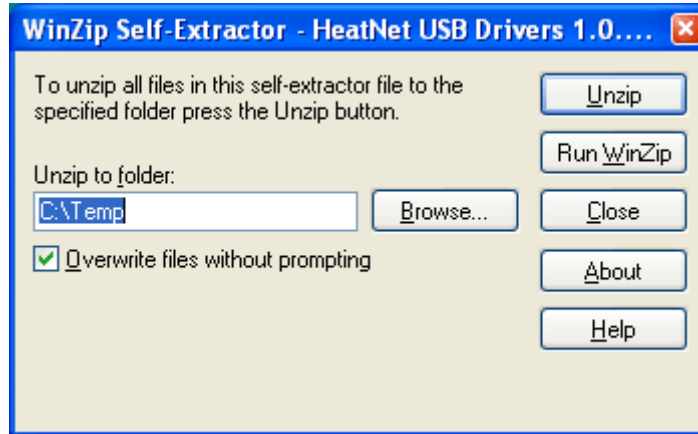 WinZip Self-Extractor - HeatNet USB Drivers 1.0....
To unzip all files in this self-extractor file to the
specified folder press the Unzip button.
Unzip to folder:
C:\Temp
Browse...
Overwrite files without prompting
Unzip
Run WinZip
Close
About
Help